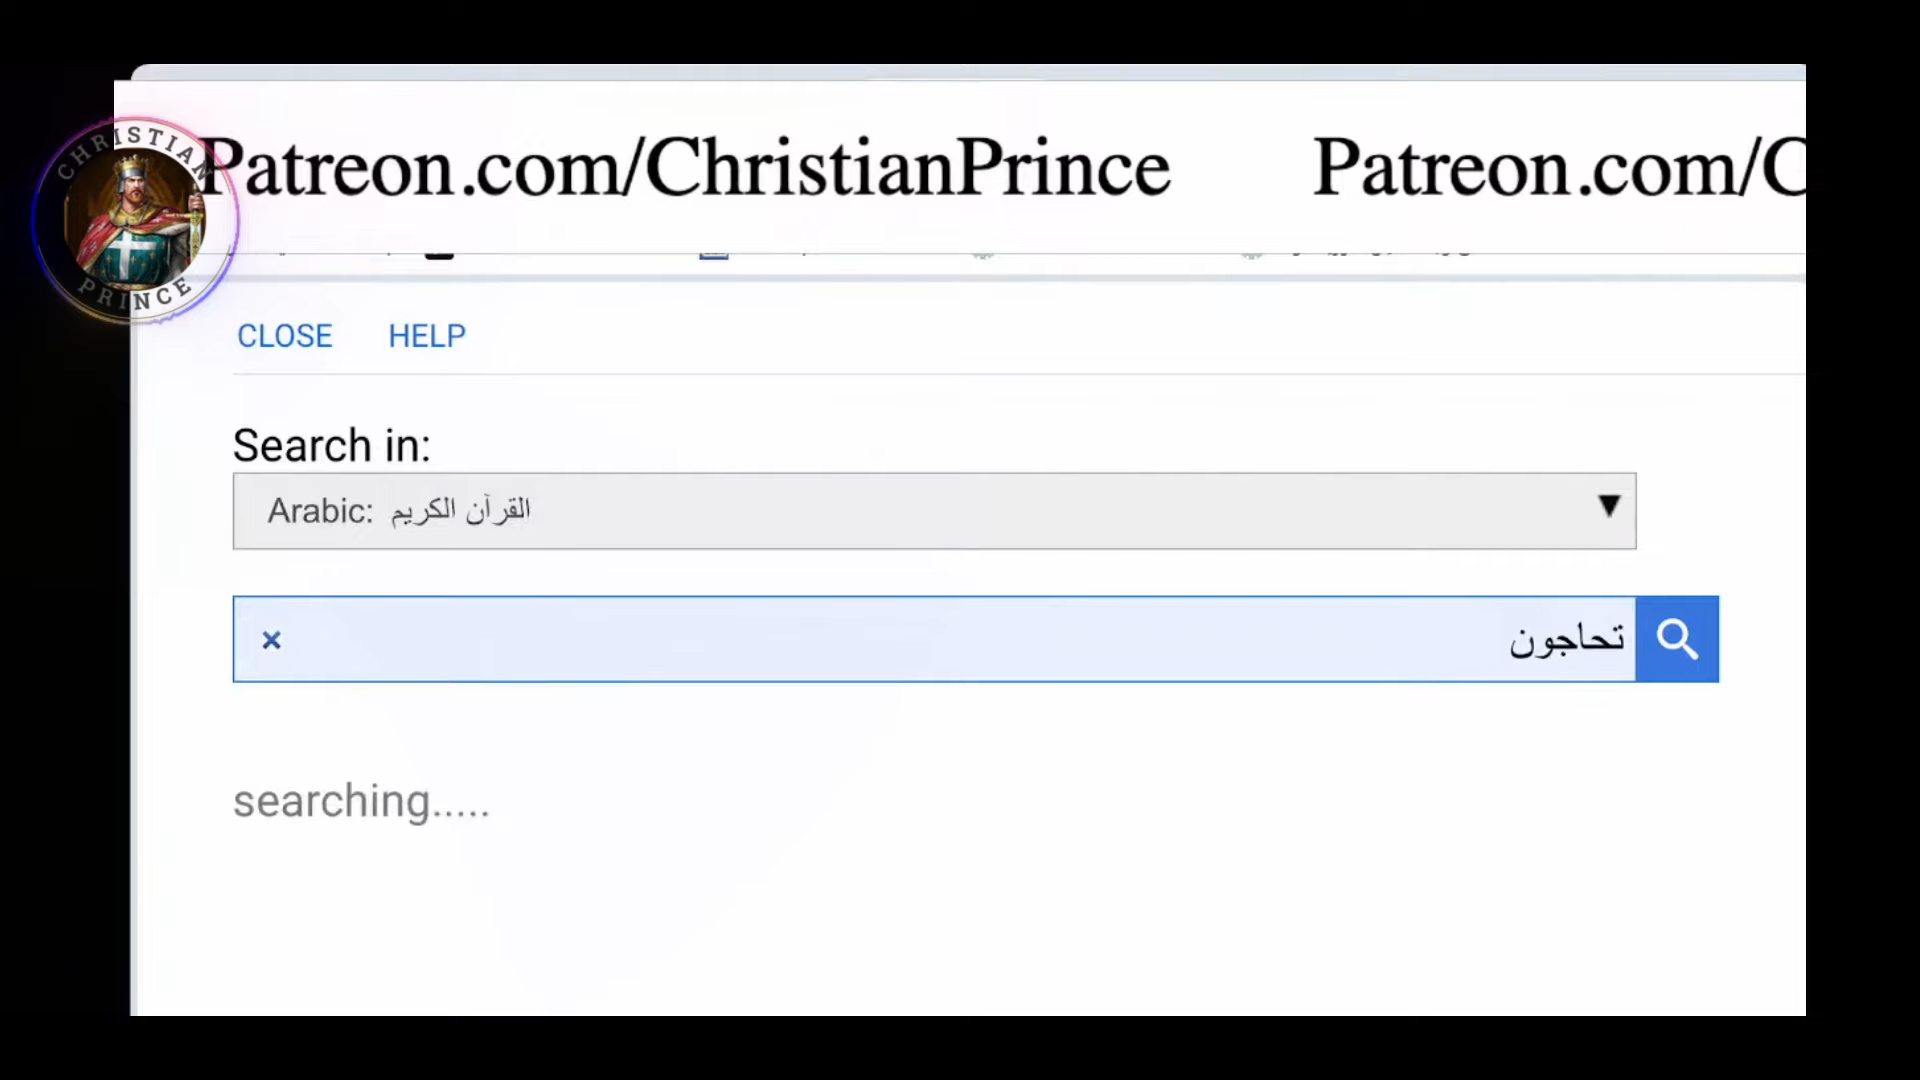 Patreon.com/ChristianPrince Patreon.com/C
CHRISTIAN
PRINCE
CLOSE HELP
Search in:
Arabic: القرآن الكريم
× تحاجون
searching.....